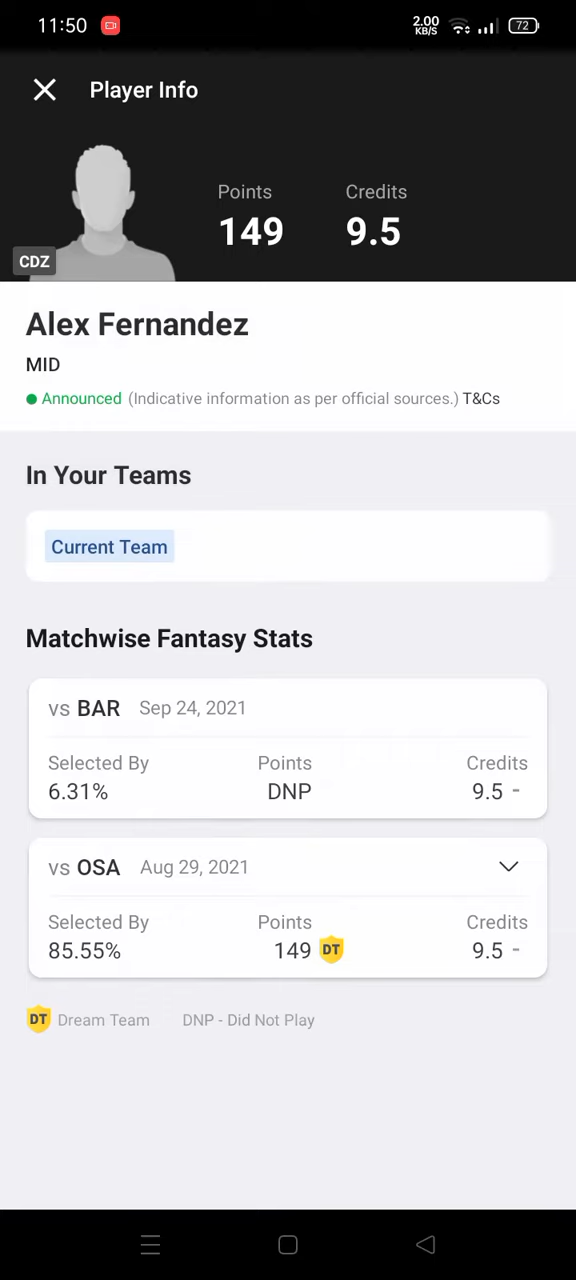 11:50 2.00 KB/S 72
Player Info
Points Credits
149 9.5
CDZ
Alex Fernandez
MID
Announced (Indicative information as per official sources.) T&Cs
In Your Teams
Current Team
Matchwise Fantasy Stats
vs BAR Sep 24, 2021
Selected By Points Credits
6.31% DNP 9.5 -
vs OSA Aug 29, 2021
Selected By Points Credits
85.55% 149 DT 9.5 -
DT Dream Team DNP - Did Not Play